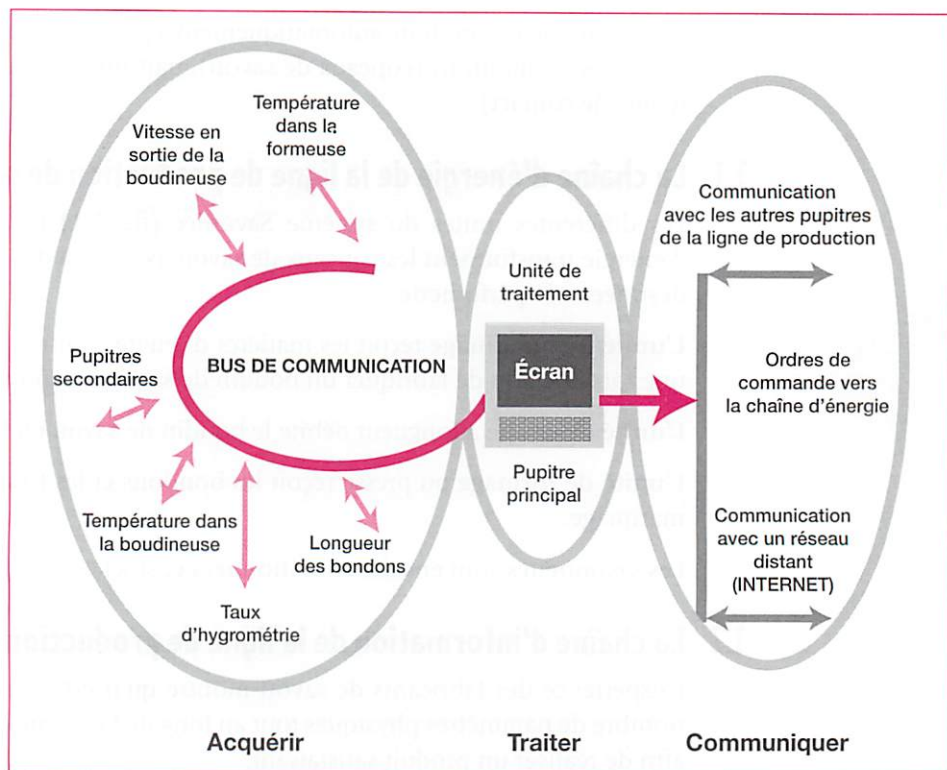 Température
dans la
formeuse
Vitesse en
sortie de la
boudineuse
Pupitres
secondaires
BUS DE COMMUNICATION
Température dans
la boudineuse
Longueur
des bondons
Taux
d'hygrométrie
Unité de
traitement
Écran
Pupitre
principal
Communication
avec les autres pupitres
de la ligne de production
Ordres de
commande vers
la chaîne d'énergie
Communication
avec un réseau
distant
(INTERNET)
Acquérir
Traiter
Communiquer